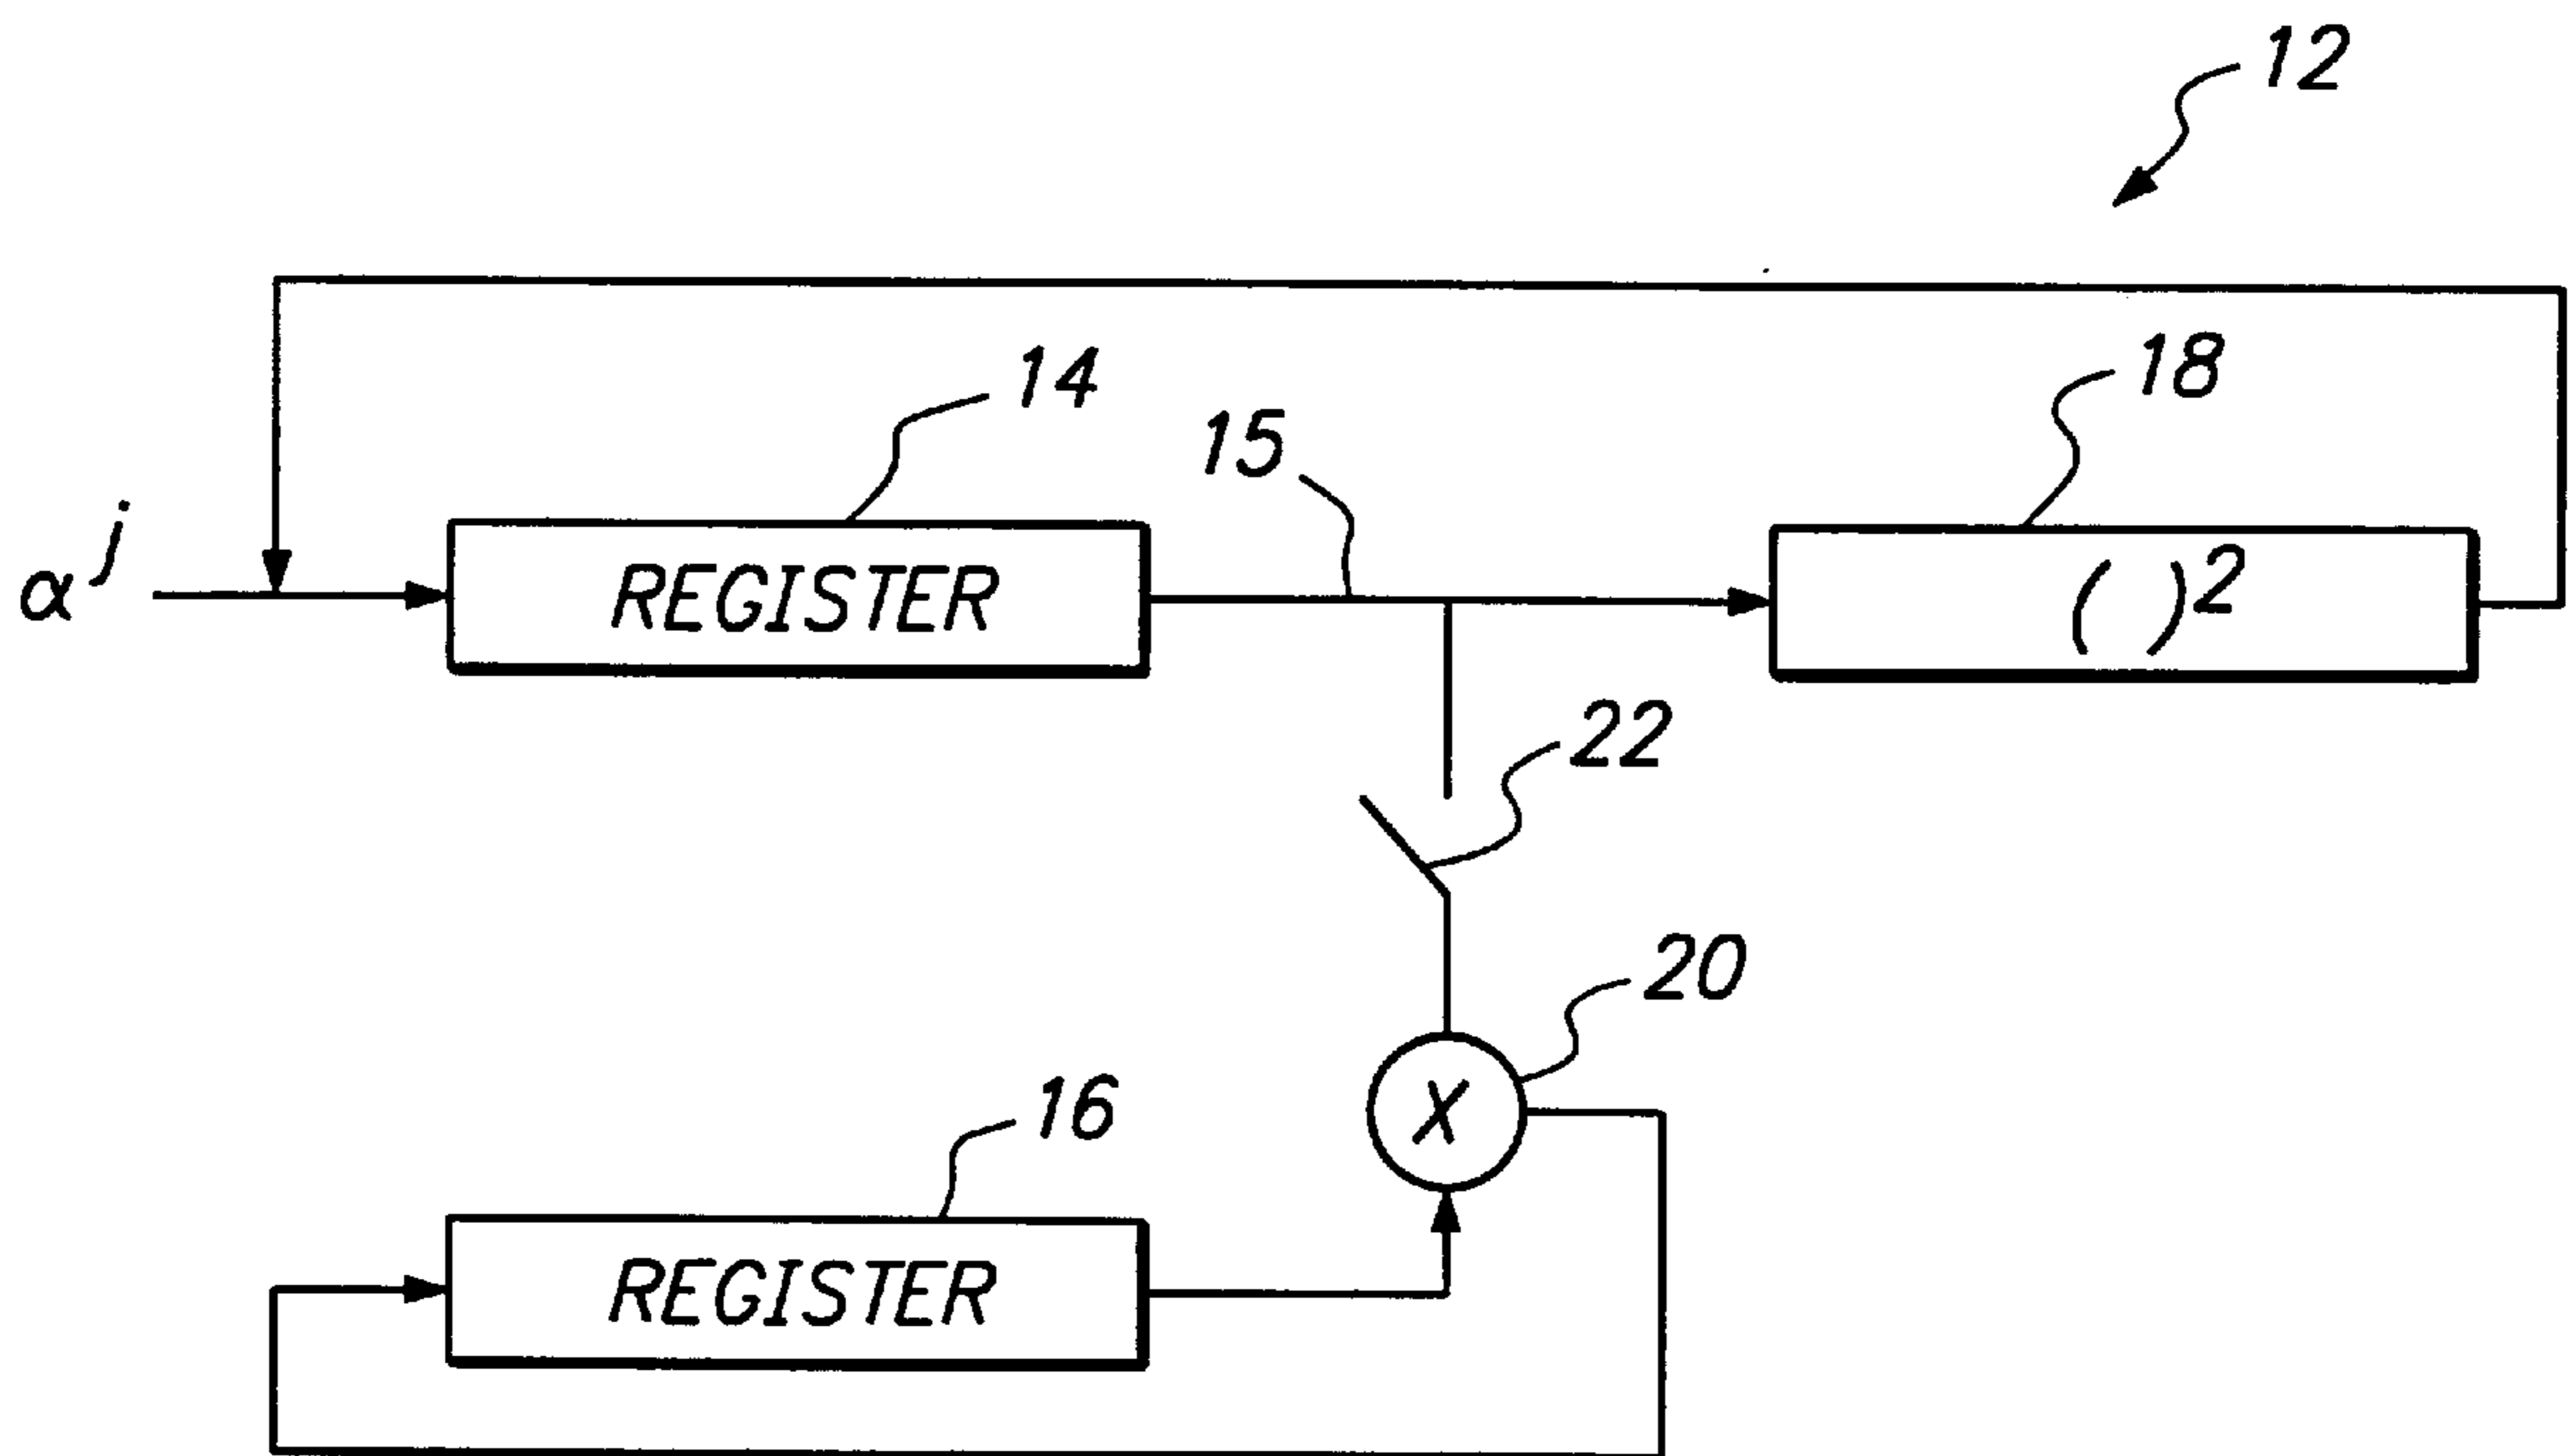 12
14
18
15
α^j
REGISTER
( )²
22
20
X
16
REGISTER